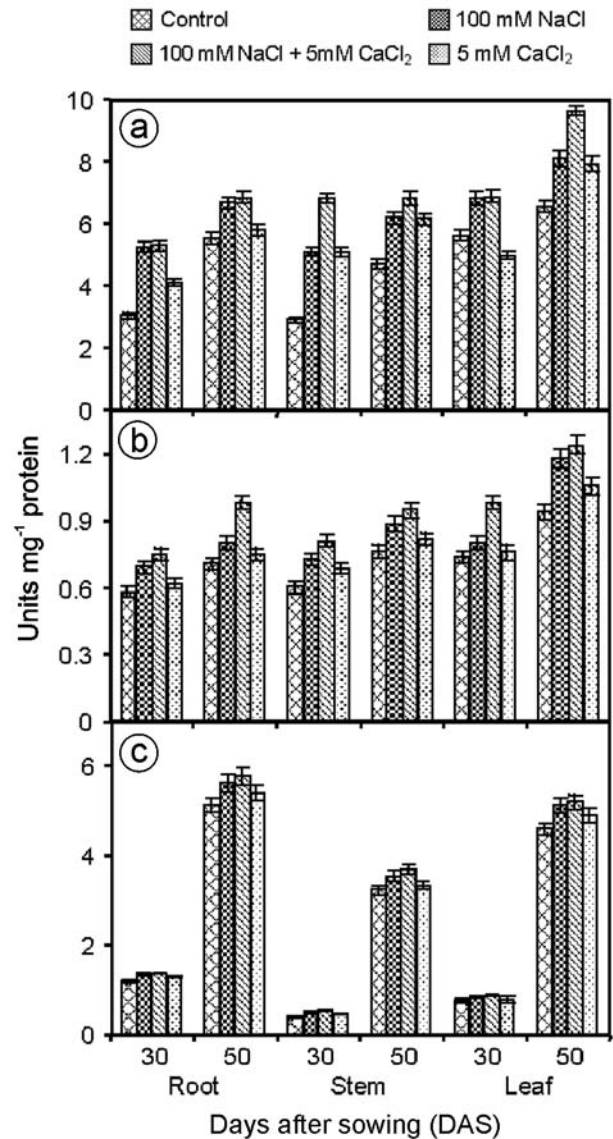 Control 100 mM NaCl
100 mM NaCl + 5mM CaCl₂ 5 mM CaCl₂
10
a
8
6
4
2
0
b
1.2
0.9
0.6
0.3
0
Units mg⁻¹ protein
c
6
4
2
0
30 50 30 50 30 50
Root Stem Leaf
Days after sowing (DAS)